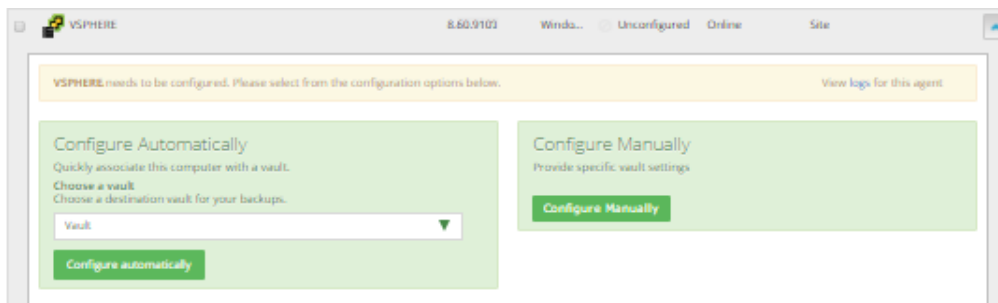 VSPHERE 8.60.9103 Windo... Unconfigured Online Site
VSPHERE needs to be configured. Please select from the configuration options below. View logs for this agent
Configure Automatically
Quickly associate this computer with a vault.
Choose a vault
Choose a destination vault for your backups.
Vault
Configure automatically
Configure Manually
Provide specific vault settings
Configure Manually